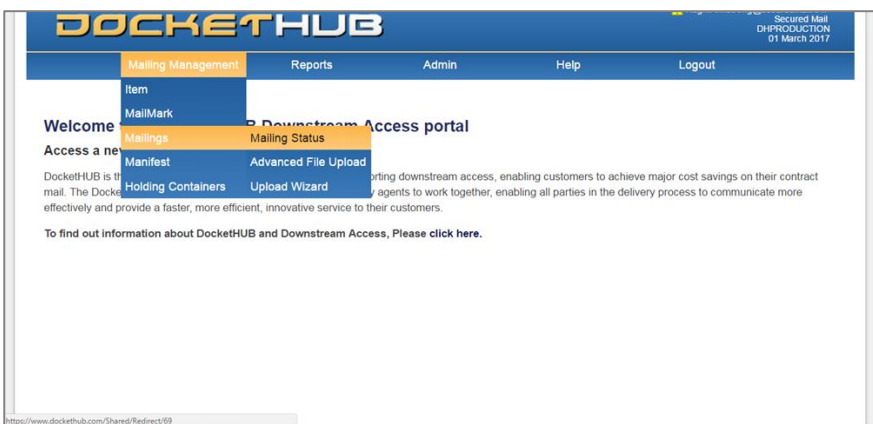 DOCKETHUB
Secured Mail
DHPRODUCTION
01 March 2017
Mailing Management Reports Admin Help Logout
Item
MailMark
Mailings Mailing Status
Manifest Advanced File Upload
Holding Containers Upload Wizard
Welcome B Downstream Access portal
Access a ne
DocketHUB is th orting downstream access, enabling customers to achieve major cost savings on their contract
mail. The Docke y agents to work together, enabling all parties in the delivery process to communicate more
effectively and provide a faster, more efficient, innovative service to their customers.
To find out information about DocketHUB and Downstream Access, Please click here.
https://www.dockethub.com/Shared/Redirect/69